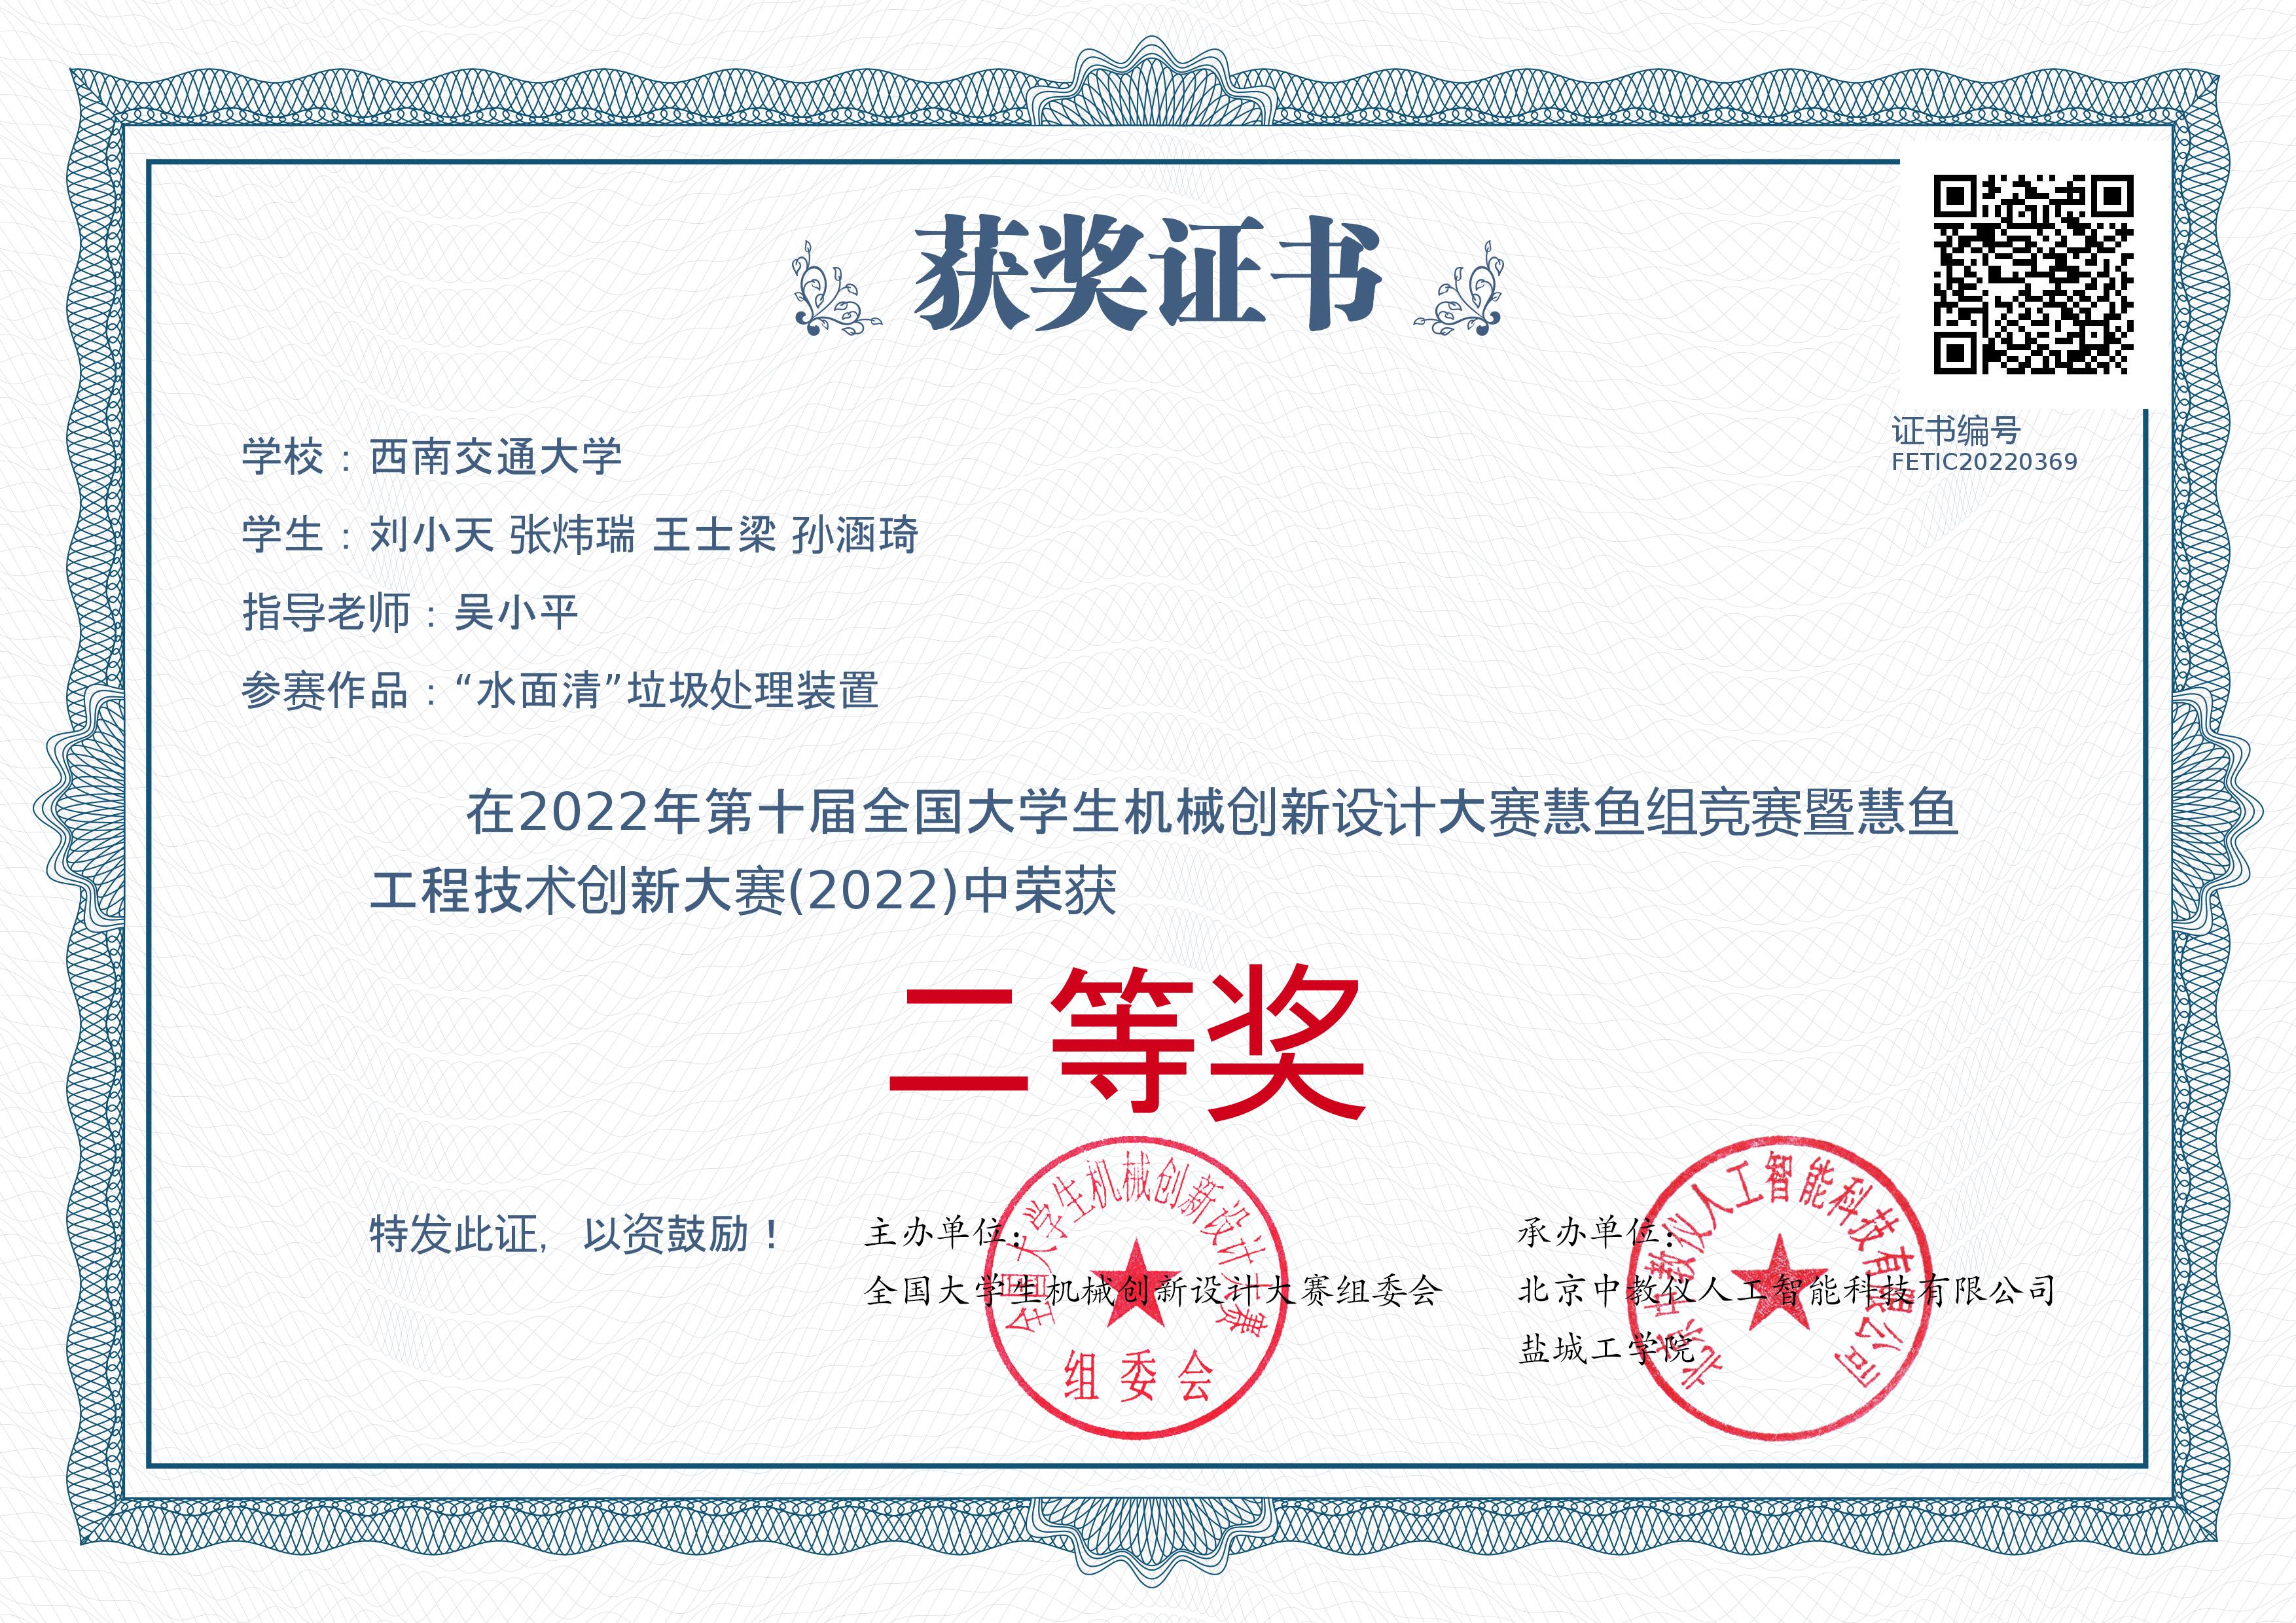 获奖证书
证书编号
FETIC20220369
学校：西南交通大学
学生：刘小天 张炜瑞 王士梁 孙涵琦
指导老师：吴小平
参赛作品：“水面清”垃圾处理装置
在2022年第十届全国大学生机械创新设计大赛慧鱼组竞赛暨慧鱼
工程技术创新大赛(2022)中荣获
二等奖
特发此证，以资鼓励！
主办单位：
全国大学生机械创新设计大赛组委会
承办单位：
北京中教仪人工智能科技有限公司
盐城工学院
全国大学生机械创新设计大赛
组委会
北京中教仪人工智能科技有限公司